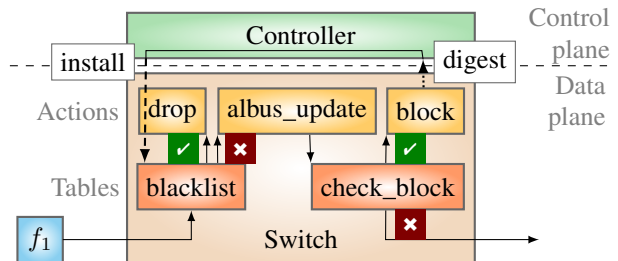 Controller
Control
plane
install
digest
Data
plane
Actions
drop
albus_update
block
✓
✖
✓
Tables
blacklist
check_block
✖
f₁
Switch